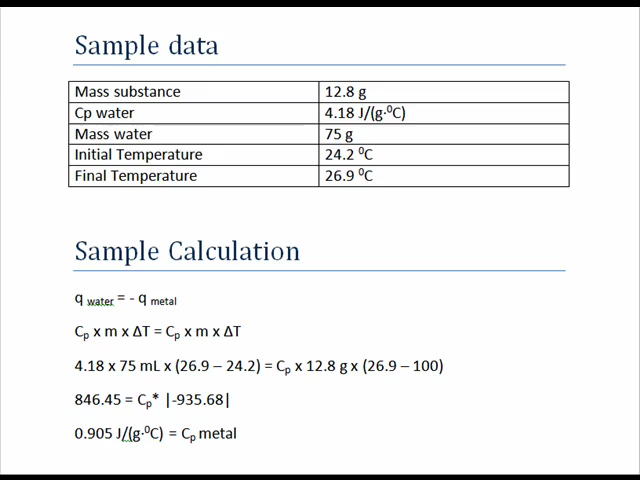 Sample data
Mass substance 12.8 g
Cp water 4.18 J/(g·⁰C)
Mass water 75 g
Initial Temperature 24.2 ⁰C
Final Temperature 26.9 ⁰C
Sample Calculation
q water = - q metal
Cp x m x ΔT = Cp x m x ΔT
4.18 x 75 mL x (26.9 – 24.2) = Cp x 12.8 g x (26.9 – 100)
846.45 = Cp* |-935.68|
0.905 J/(g·⁰C) = Cp metal